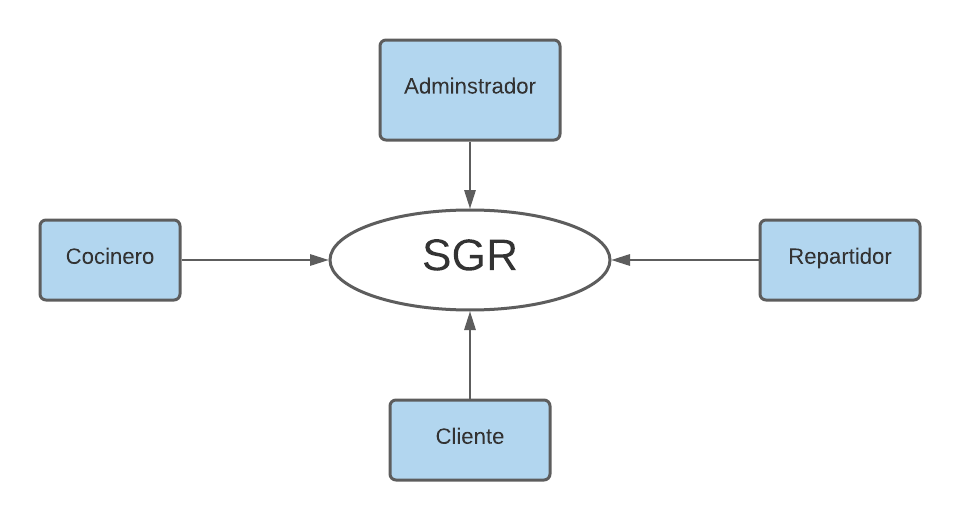 Adminstrador
Cocinero
SGR
Repartidor
Cliente